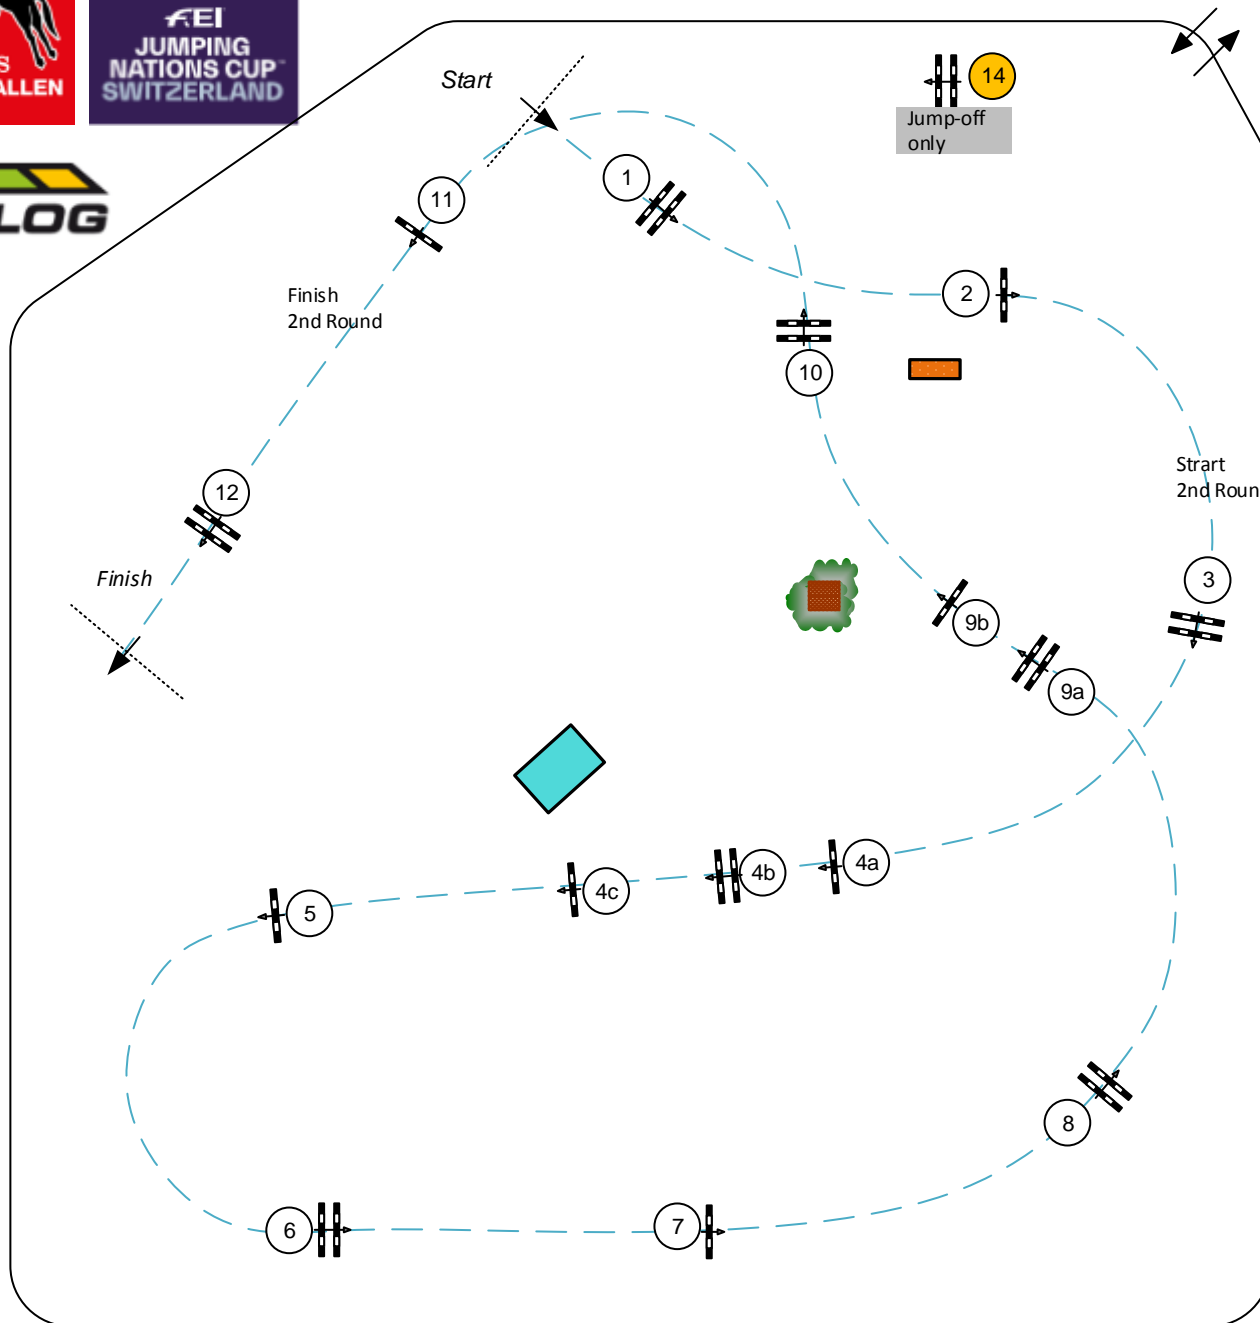 S
ALLEN
FEI
JUMPING
NATIONS CUP™
SWITZERLAND
LOG
Start
14
Jump-off
only
1
11
2
Finish
2nd Round
10
Strart
2nd Roun
12
3
Finish
9b
9a
4a
4b
4c
5
8
7
6